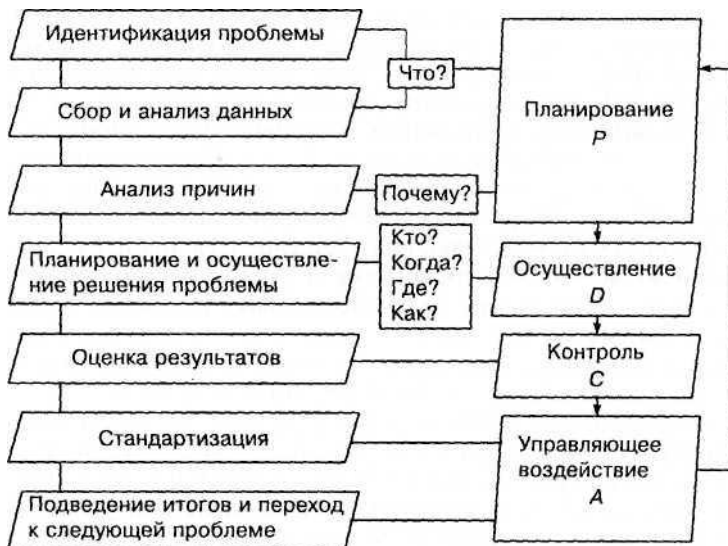 Идентификация проблемы
Что?
Сбор и анализ данных
Планирование
P
Анализ причин
Почему?
Планирование и осуществле-
ние решения проблемы
Кто?
Когда?
Где?
Как?
Осуществление
D
Оценка результатов
Контроль
C
Стандартизация
Управляющее
воздействие
A
Подведение итогов и переход
к следующей проблеме